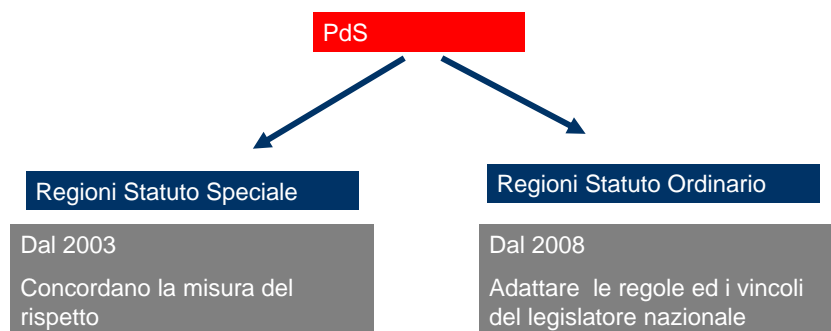 PdS
Regioni Statuto Speciale
Dal 2003
Concordano la misura del
rispetto
Regioni Statuto Ordinario
Dal 2008
Adattare le regole ed i vincoli
del legislatore nazionale